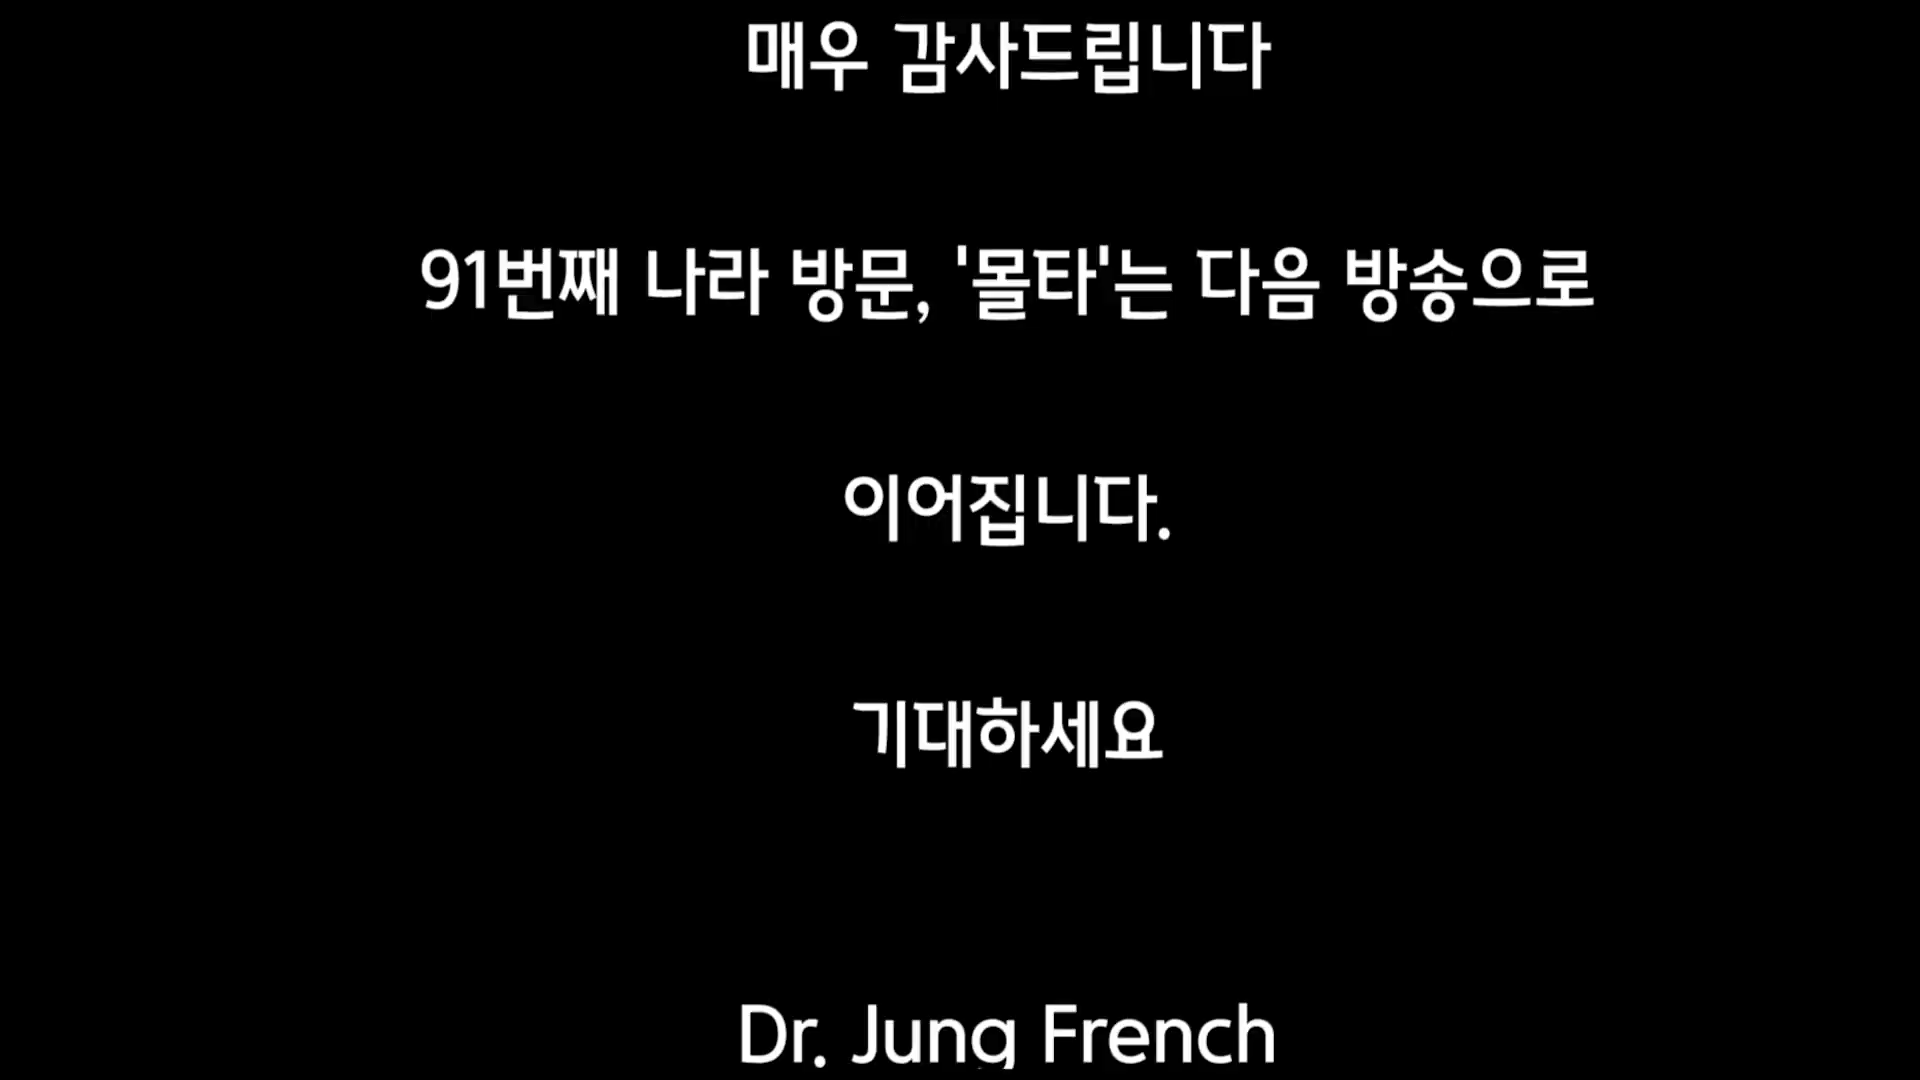 매우 감사드립니다
91번째 나라 방문, '몰타'는 다음 방송으로
이어집니다.
기대하세요
Dr. Jung French